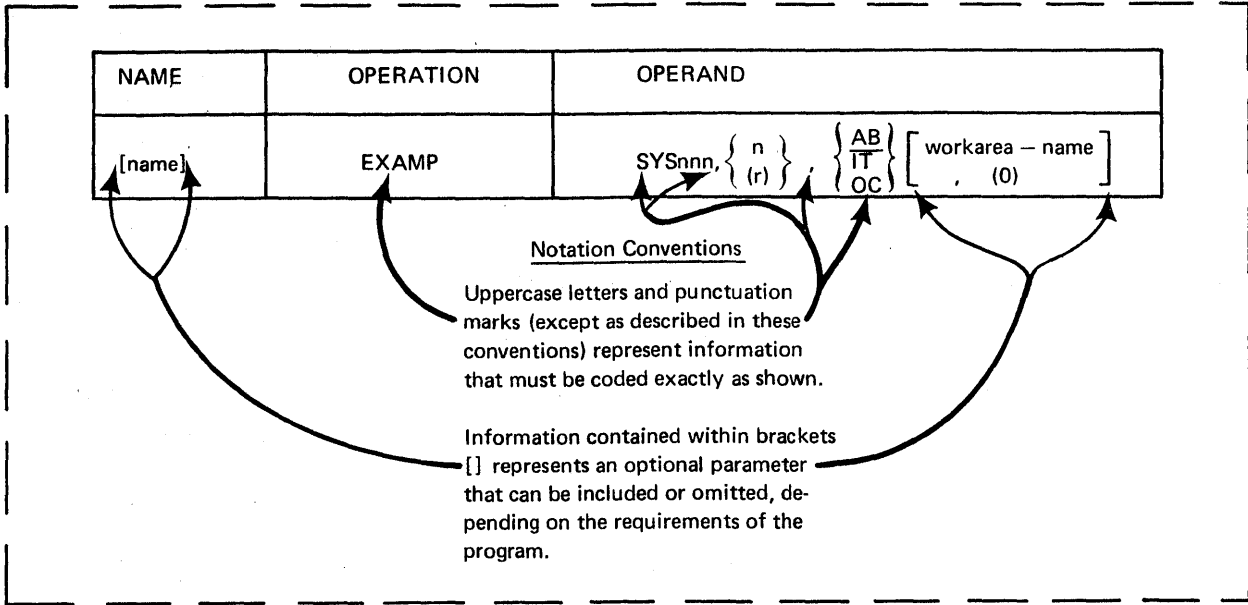 NAME OPERATION OPERAND
[name] EXAMP SYSnnn, { n (r) } , { AB IT OC } [ workarea – name , (0) ]
Notation Conventions
Uppercase letters and punctuation
marks (except as described in these
conventions) represent information
that must be coded exactly as shown.
Information contained within brackets
[] represents an optional parameter
that can be included or omitted, de-
pending on the requirements of the
program.